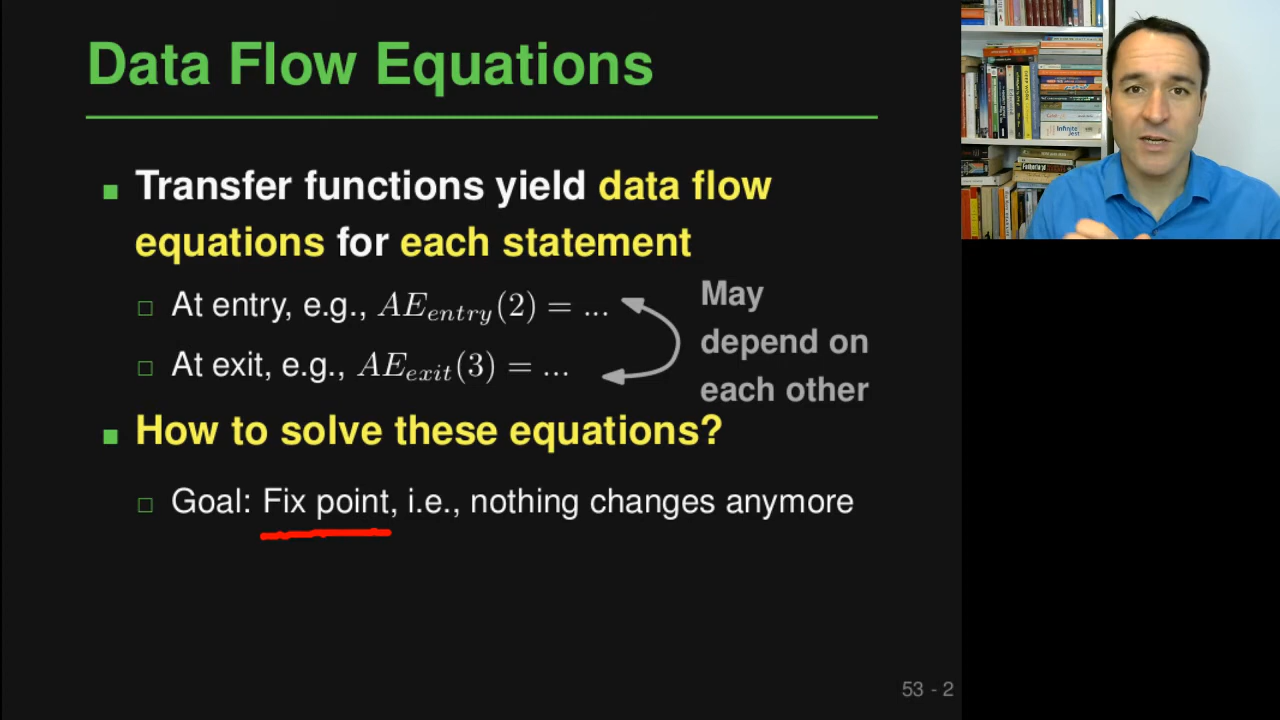 Data Flow Equations
■ Transfer functions yield data flow
equations for each statement
□ At entry, e.g., AE_entry(2) = ...
□ At exit, e.g., AE_exit(3) = ...
May
depend on
each other
■ How to solve these equations?
□ Goal: Fix point, i.e., nothing changes anymore
53 - 2
Infinite
Jest